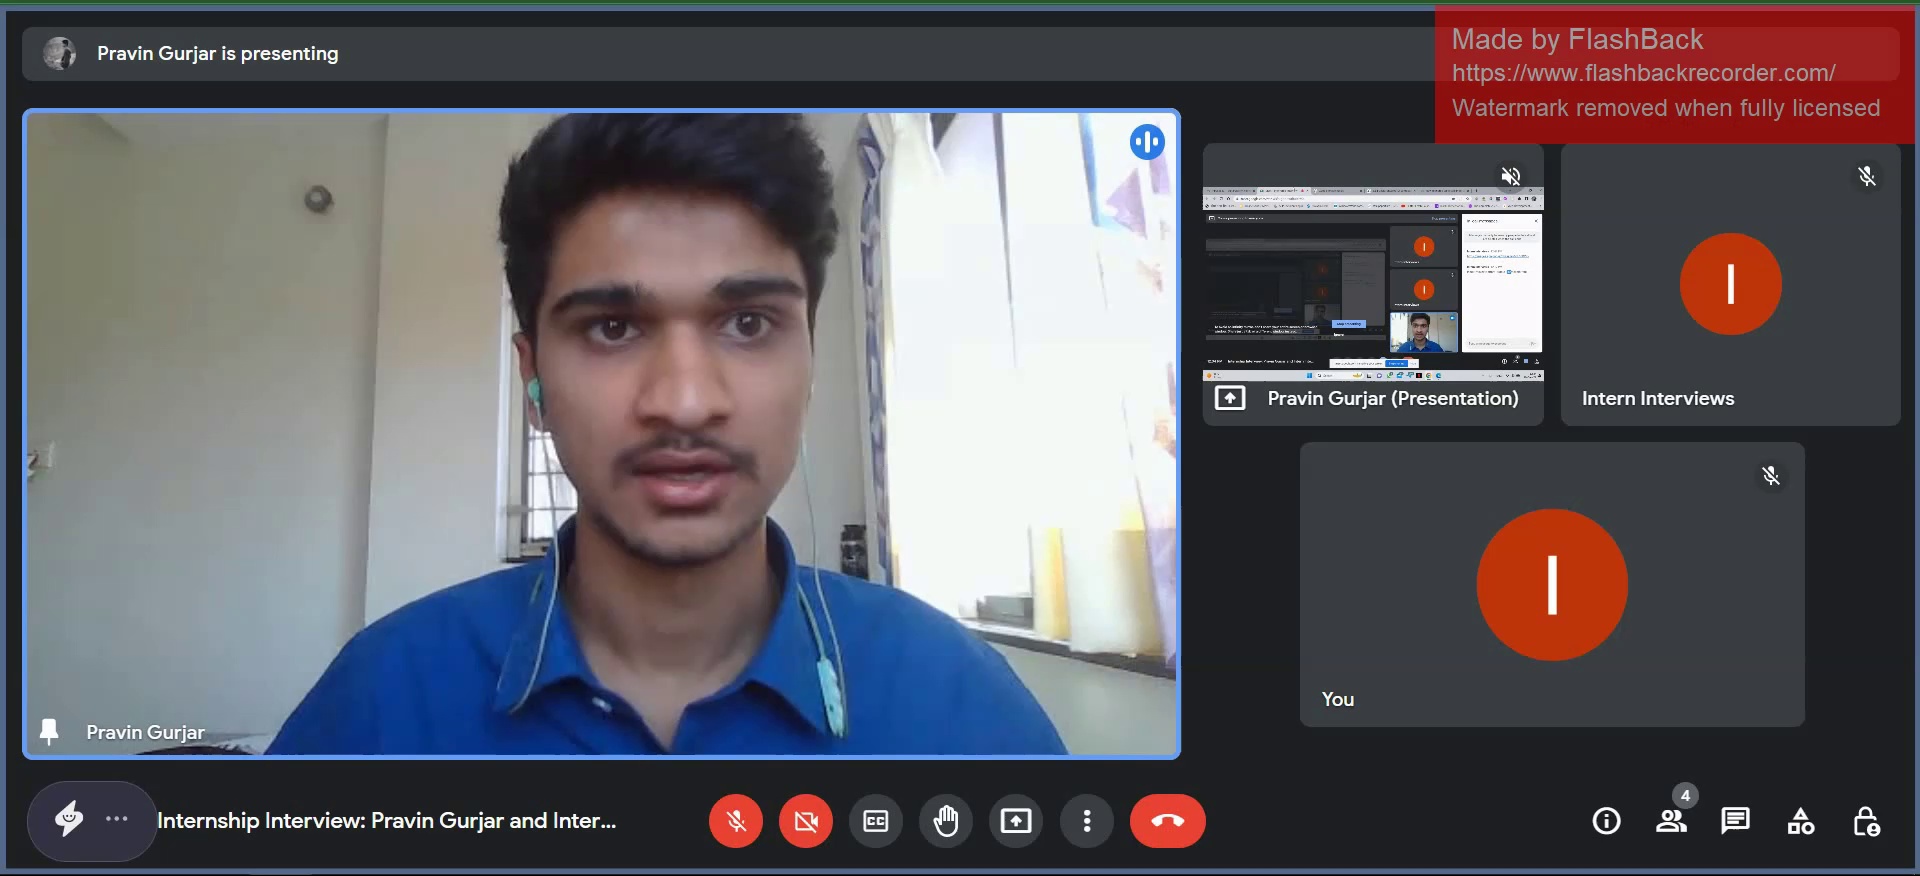 Pravin Gurjar is presenting
Made by FlashBack
https://www.flashbackrecorder.com/
Watermark removed when fully licensed
Pravin Gurjar (Presentation)
I
Intern Interviews
I
You
Pravin Gurjar
Internship Interview: Pravin Gurjar and Inter...
4